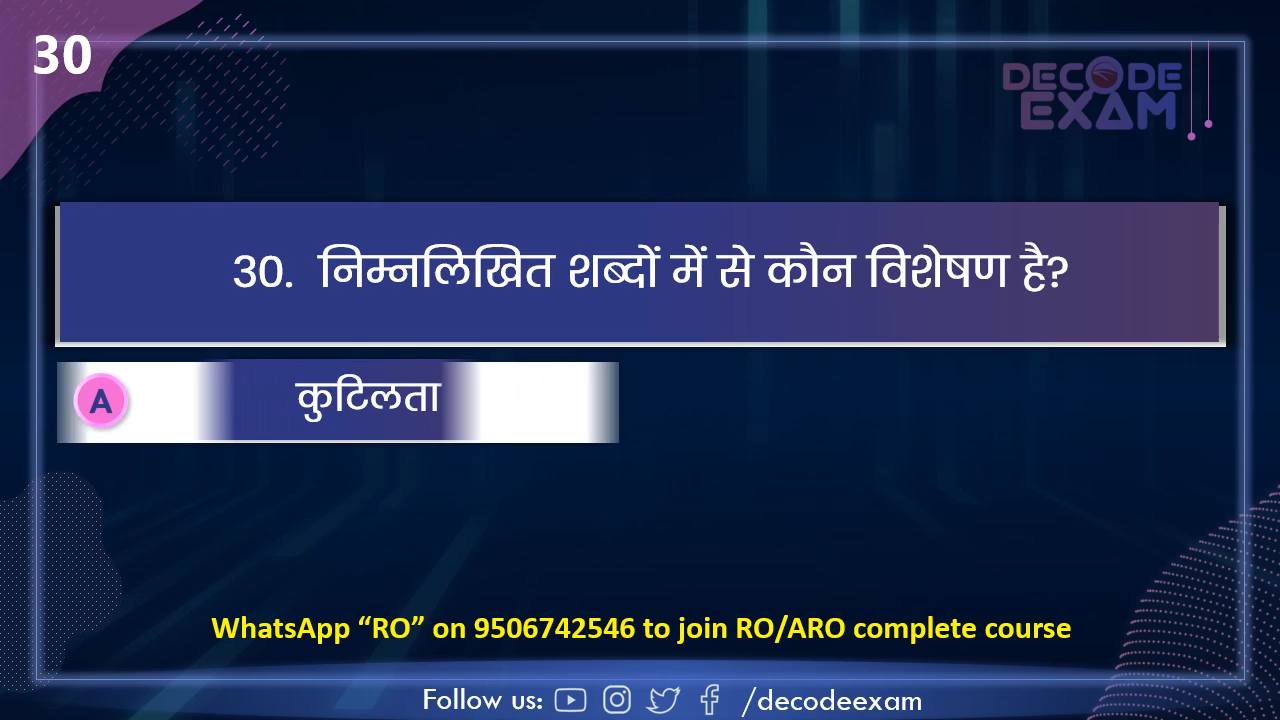 30
DECODE
EXAM
30. निम्नलिखित शब्दों में से कौन विशेषण है?
A कुटिलता
WhatsApp “RO” on 9506742546 to join RO/ARO complete course
Follow us: /decodeexam